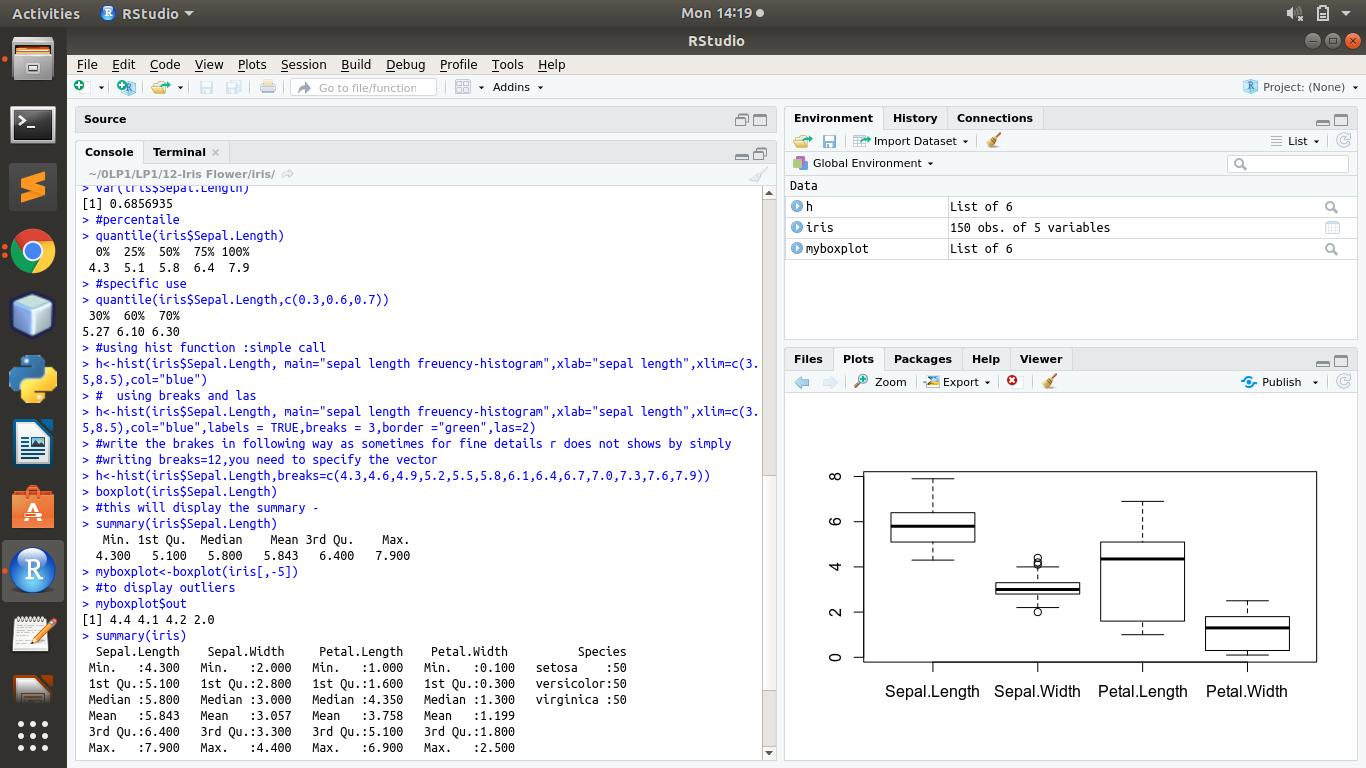 Activities RStudio Mon 14:19
RStudio
File Edit Code View Plots Session Build Debug Profile Tools Help
Go to file/function Addins Project: (None)
Source
Console Terminal
~/0LP1/LP1/12-Iris Flower/iris/
> var(iris$Sepal.Length)
[1] 0.6856935
> #percentaile
> quantile(iris$Sepal.Length)
0% 25% 50% 75% 100%
4.3 5.1 5.8 6.4 7.9
> #specific use
> quantile(iris$Sepal.Length,c(0.3,0.6,0.7))
30% 60% 70%
5.27 6.10 6.30
> #using hist function :simple call
> h<-hist(iris$Sepal.Length, main="sepal length freuency-histogram",xlab="sepal length",xlim=c(3.
5,8.5),col="blue")
> #  using breaks and las
> h<-hist(iris$Sepal.Length, main="sepal length freuency-histogram",xlab="sepal length",xlim=c(3.
5,8.5),col="blue",labels = TRUE,breaks = 3,border ="green",las=2)
> #write the brakes in following way as sometimes for fine details r does not shows by simply
> #writing breaks=12,you need to specify the vector
> h<-hist(iris$Sepal.Length,breaks=c(4.3,4.6,4.9,5.2,5.5,5.8,6.1,6.4,6.7,7.0,7.3,7.6,7.9))
> boxplot(iris$Sepal.Length)
> #this will display the summary -
> summary(iris$Sepal.Length)
Min. 1st Qu. Median Mean 3rd Qu. Max.
4.300 5.100 5.800 5.843 6.400 7.900
> myboxplot<-boxplot(iris[,-5])
> #to display outliers
> myboxplot$out
[1] 4.4 4.1 4.2 2.0
> summary(iris)
Sepal.Length Sepal.Width Petal.Length Petal.Width Species
Min. :4.300 Min. :2.000 Min. :1.000 Min. :0.100 setosa :50
1st Qu.:5.100 1st Qu.:2.800 1st Qu.:1.600 1st Qu.:0.300 versicolor:50
Median :5.800 Median :3.000 Median :4.350 Median :1.300 virginica :50
Mean :5.843 Mean :3.057 Mean :3.758 Mean :1.199
3rd Qu.:6.400 3rd Qu.:3.300 3rd Qu.:5.100 3rd Qu.:1.800
Max. :7.900 Max. :4.400 Max. :6.900 Max. :2.500
Environment History Connections
Import Dataset List
Global Environment
Data
h List of 6
iris 150 obs. of 5 variables
myboxplot List of 6
Files Plots Packages Help Viewer
Zoom Export Publish
8
6
4
2
0
Sepal.Length Sepal.Width Petal.Length Petal.Width